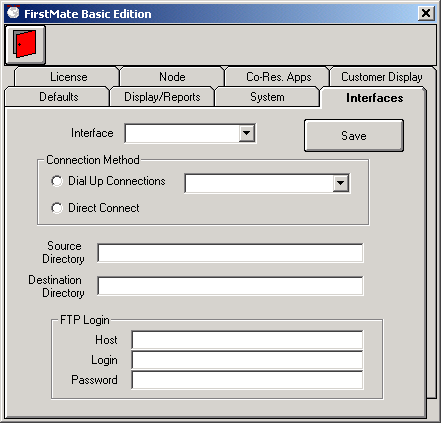 FirstMate Basic Edition
License Node Co-Res. Apps Customer Display
Defaults Display/Reports System Interfaces
Interface
Save
Connection Method
Dial Up Connections
Direct Connect
Source
Directory
Destination
Directory
FTP Login
Host
Login
Password